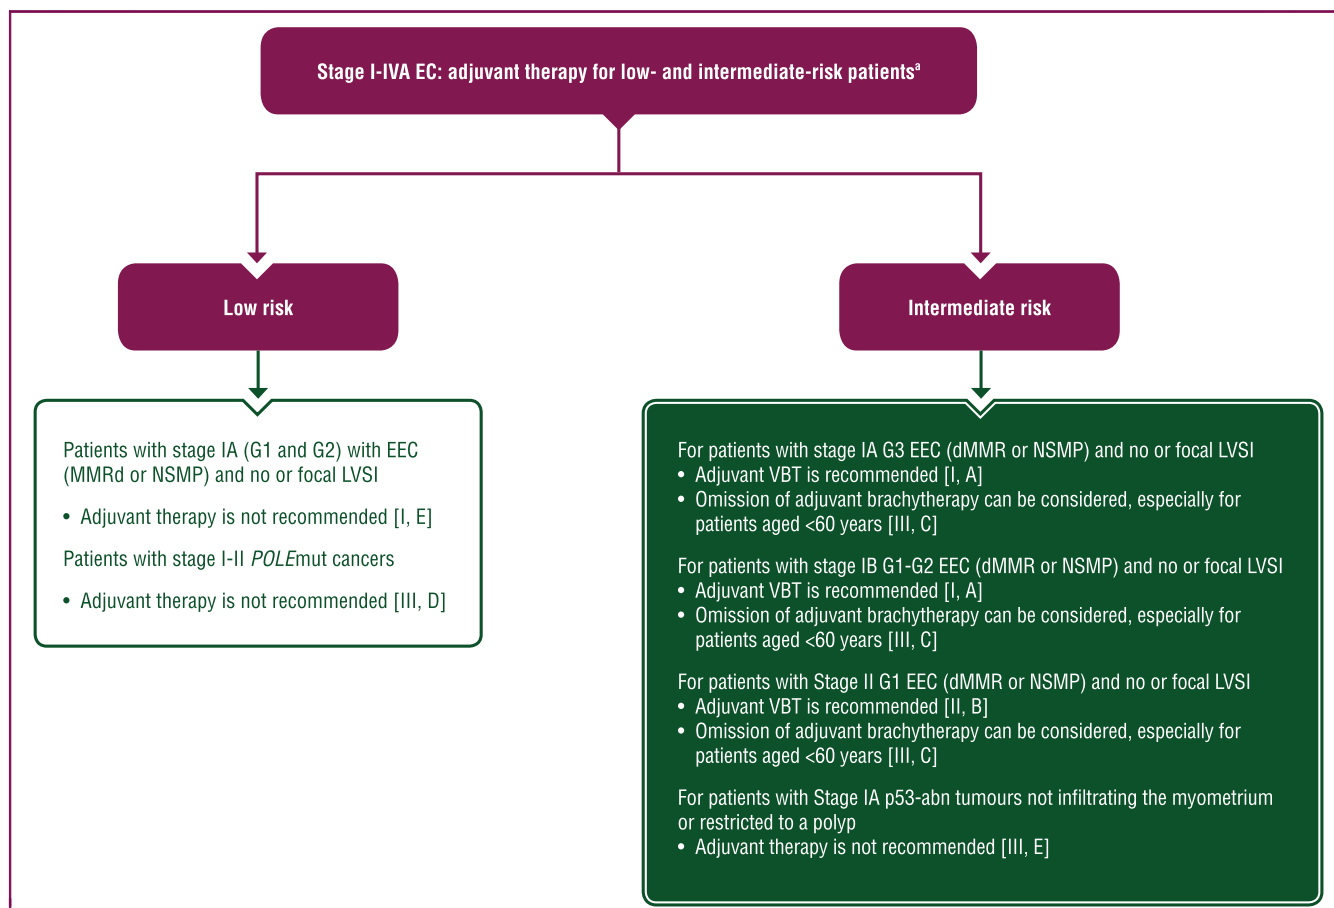 Stage I-IVA EC: adjuvant therapy for low- and intermediate-risk patientsª
Low risk
Intermediate risk
Patients with stage IA (G1 and G2) with EEC
(MMRd or NSMP) and no or focal LVSI
• Adjuvant therapy is not recommended [I, E]
Patients with stage I-II POLEmut cancers
• Adjuvant therapy is not recommended [III, D]
For patients with stage IA G3 EEC (dMMR or NSMP) and no or focal LVSI
• Adjuvant VBT is recommended [I, A]
• Omission of adjuvant brachytherapy can be considered, especially for
patients aged <60 years [III, C]
For patients with stage IB G1-G2 EEC (dMMR or NSMP) and no or focal LVSI
• Adjuvant VBT is recommended [I, A]
• Omission of adjuvant brachytherapy can be considered, especially for
patients aged <60 years [III, C]
For patients with Stage II G1 EEC (dMMR or NSMP) and no or focal LVSI
• Adjuvant VBT is recommended [II, B]
• Omission of adjuvant brachytherapy can be considered, especially for
patients aged <60 years [III, C]
For patients with Stage IA p53-abn tumours not infiltrating the myometrium
or restricted to a polyp
• Adjuvant therapy is not recommended [III, E]